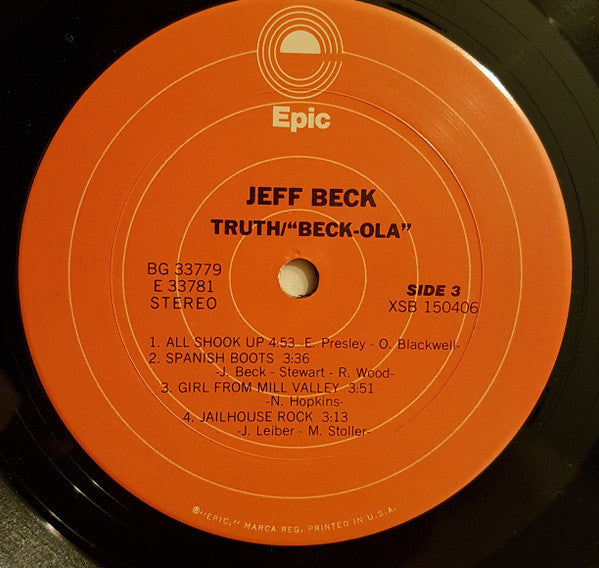 Epic
JEFF BECK
TRUTH/"BECK-OLA"
BG 33779
E 33781
STEREO
SIDE 3
XSB 150406
1. ALL SHOOK UP 4:53 -E. Presley - O. Blackwell-
2. SPANISH BOOTS 3:36
-J. Beck - Stewart - R. Wood-
3. GIRL FROM MILL VALLEY 3:51
-N. Hopkins-
4. JAILHOUSE ROCK 3:13
-J. Leiber - M. Stoller-
℗"EPIC," MARCA REG. PRINTED IN U.S.A.